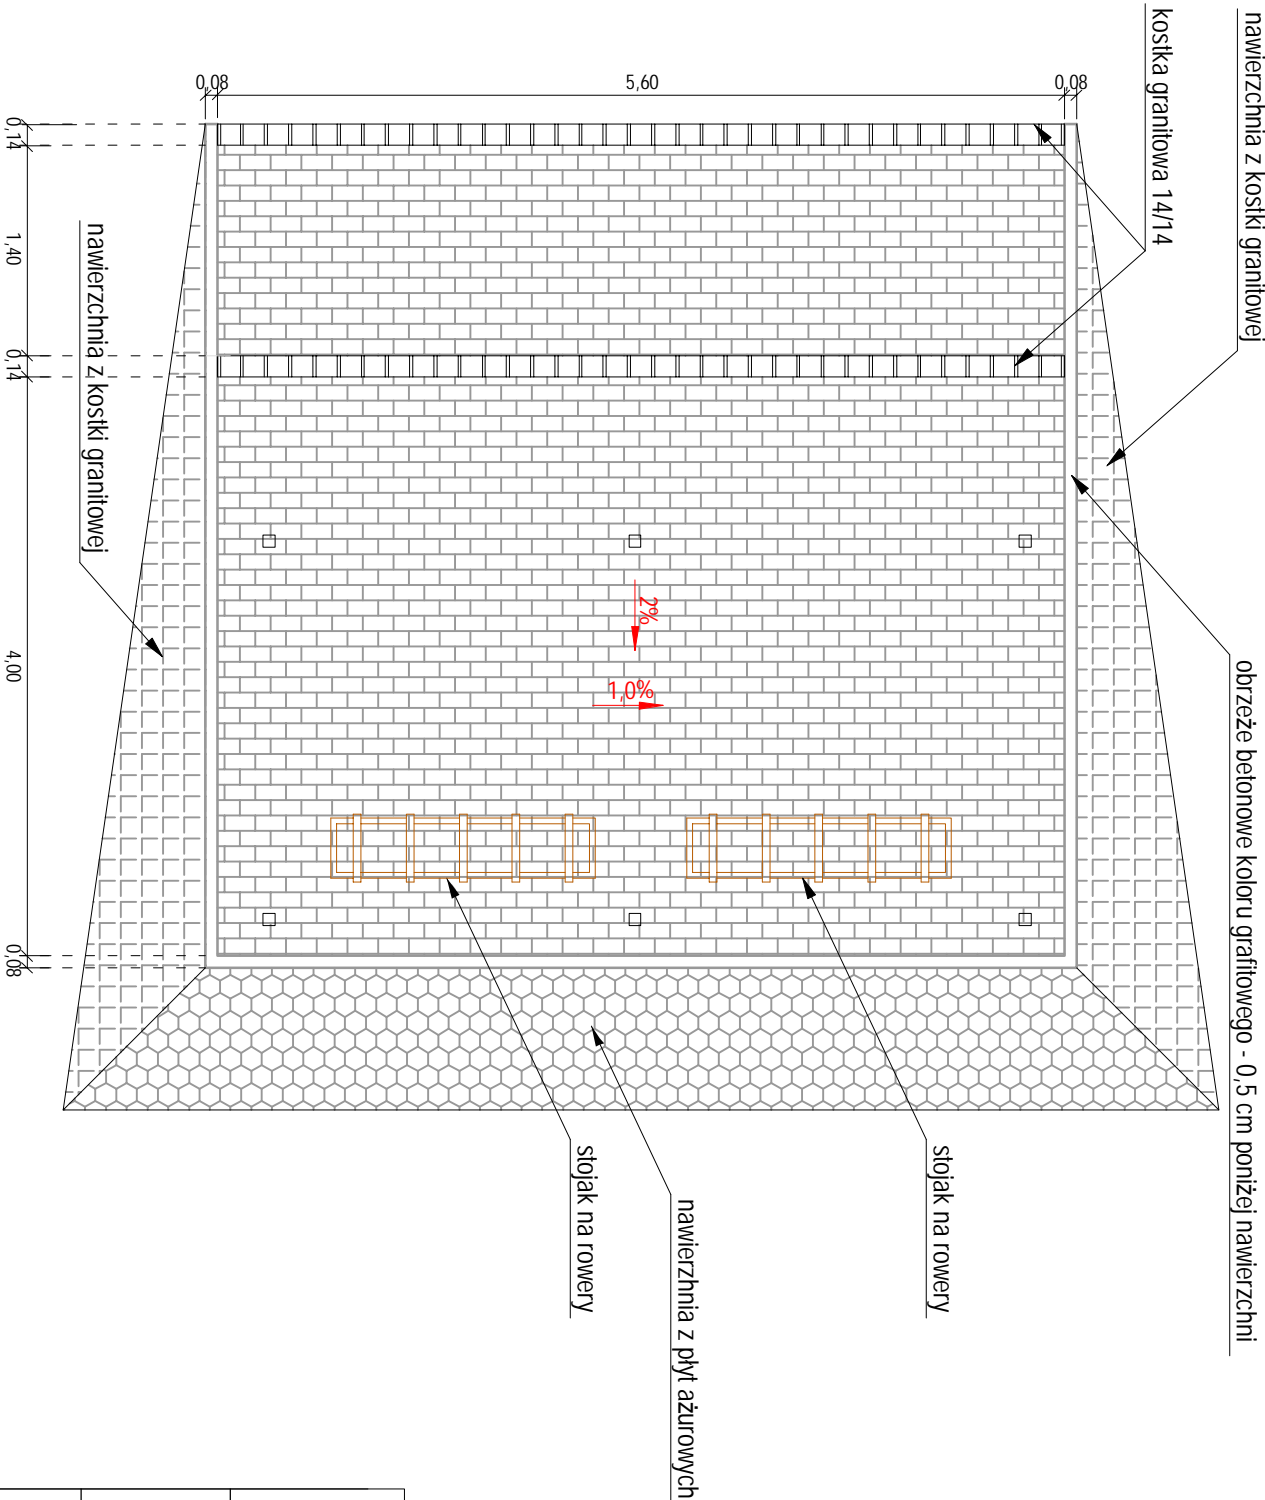 nawierzchnia z kostki granitowej
kostka granitowa 14/14
obrzeże betonowe koloru grafitowego - 0,5 cm poniżej nawierzchni
0,08
5,60
0,08
0,14
1,40
0,14
4,00
0,08
nawierzchnia z kostki granitowej
2%
1,0%
stojak na rowery
stojak na rowery
nawierzhnia z płyt ażurowych